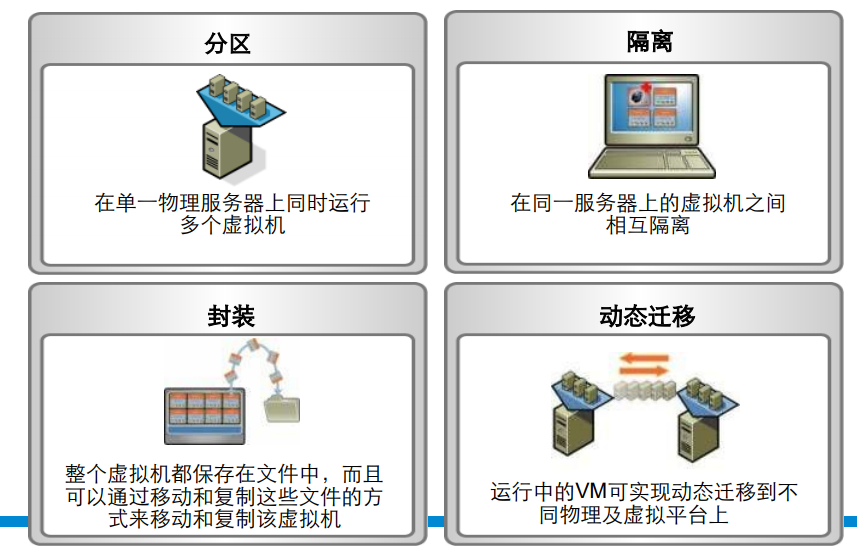 分区
在单一物理服务器上同时运行
多个虚拟机
隔离
在同一服务器上的虚拟机之间
相互隔离
封装
整个虚拟机都保存在文件中，而且
可以通过移动和复制这些文件的方
式来移动和复制该虚拟机
动态迁移
运行中的VM可实现动态迁移到不
同物理及虚拟平台上